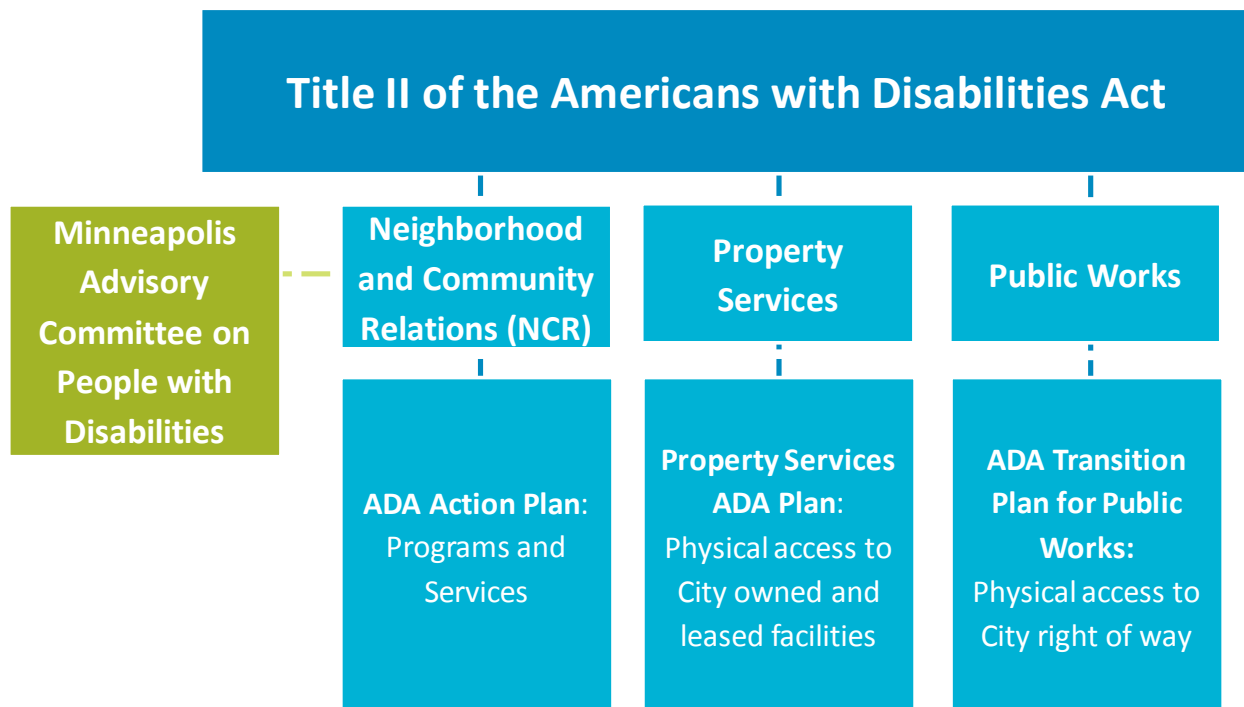 Title II of the Americans with Disabilities Act
Minneapolis
Advisory
Committee on
People with
Disabilities
Neighborhood
and Community
Relations (NCR)
Property
Services
Public Works
ADA Action Plan:
Programs and
Services
Property Services
ADA Plan:
Physical access to
City owned and
leased facilities
ADA Transition
Plan for Public
Works:
Physical access to
City right of way